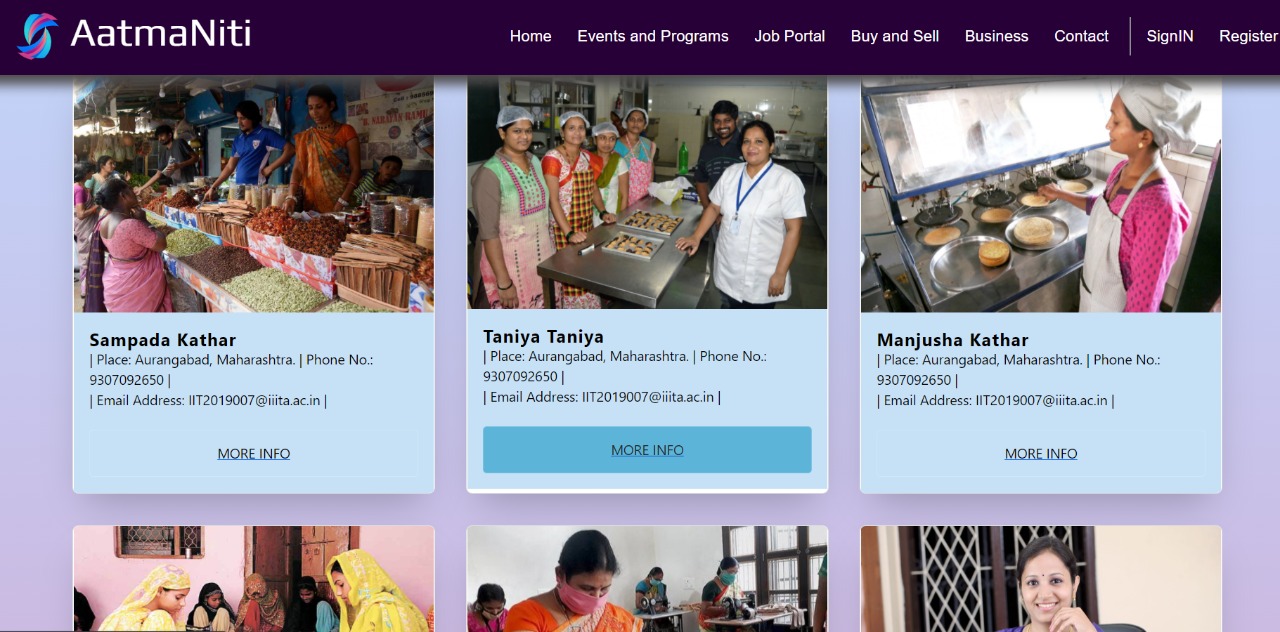 AatmaNiti
Home Events and Programs Job Portal Buy and Sell Business Contact SignIN Register
Sampada Kathar
| Place: Aurangabad, Maharashtra. | Phone No.:
9307092650 |
| Email Address: IIT2019007@iiita.ac.in |
MORE INFO
Taniya Taniya
| Place: Aurangabad, Maharashtra. | Phone No.:
9307092650 |
| Email Address: IIT2019007@iiita.ac.in |
MORE INFO
Manjusha Kathar
| Place: Aurangabad, Maharashtra. | Phone No.:
9307092650 |
| Email Address: IIT2019007@iiita.ac.in |
MORE INFO